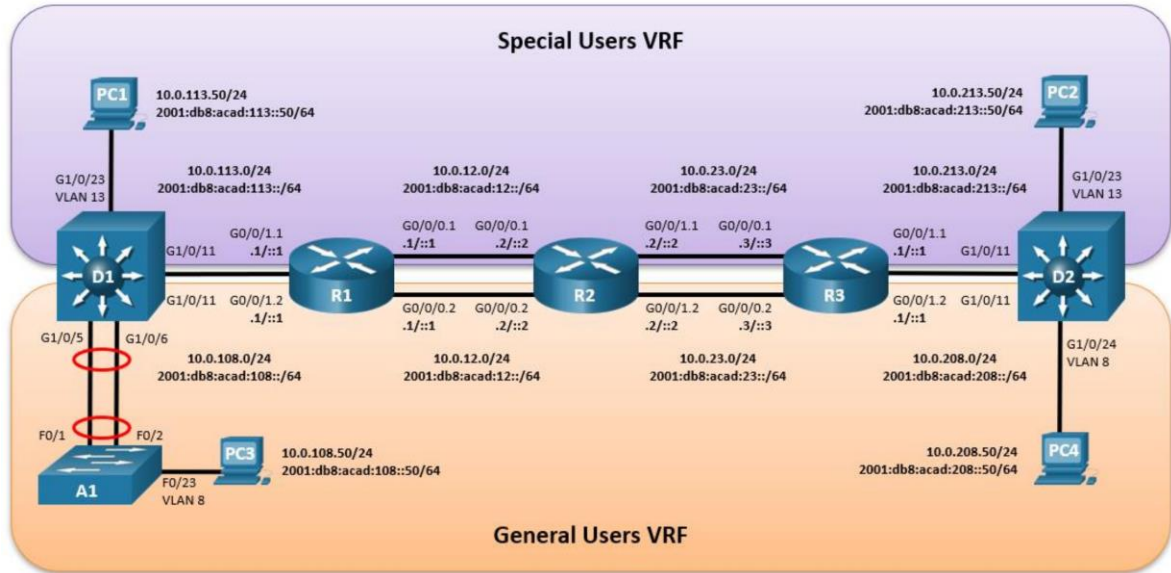 Special Users VRF
PC1
10.0.113.50/24
2001:db8:acad:113::50/64
10.0.213.50/24
2001:db8:acad:213::50/64
PC2
G1/0/23
VLAN 13
10.0.113.0/24
2001:db8:acad:113::/64
10.0.12.0/24
2001:db8:acad:12::/64
10.0.23.0/24
2001:db8:acad:23::/64
10.0.213.0/24
2001:db8:acad:213::/64
G1/0/23
VLAN 13
D1
G1/0/11
G0/0/1.1
.1/::1
R1
G0/0/0.1
.1/::1
G0/0/0.1
.2/::2
R2
G0/0/1.1
.2/::2
G0/0/0.1
.3/::3
R3
G0/0/1.1
.1/::1
G1/0/11
D2
G1/0/11
G0/0/1.2
.1/::1
G0/0/0.2
.1/::1
G0/0/0.2
.2/::2
G0/0/1.2
.2/::2
G0/0/0.2
.3/::3
G0/0/1.2
.1/::1
G1/0/11
G1/0/5
G1/0/6
10.0.108.0/24
2001:db8:acad:108::/64
10.0.12.0/24
2001:db8:acad:12::/64
10.0.23.0/24
2001:db8:acad:23::/64
10.0.208.0/24
2001:db8:acad:208::/64
G1/0/24
VLAN 8
F0/1
F0/2
A1
F0/23
VLAN 8
PC3
10.0.108.50/24
2001:db8:acad:108::50/64
10.0.208.50/24
2001:db8:acad:208::50/64
PC4
General Users VRF